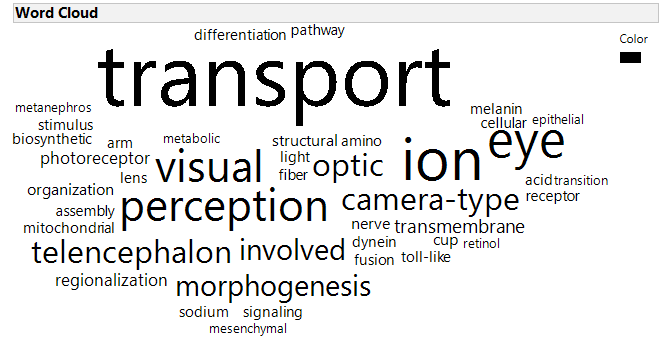 Word Cloud
Color
differentiation pathway
transport
metanephros
stimulus
biosynthetic
arm
metabolic
photoreceptor
lens
visual
structural amino
light
fiber
optic
ion
melanin
cellular
epithelial
eye
acid transition
receptor
organization
assembly
mitochondrial
perception
camera-type
nerve
transmembrane
dynein
cup
retinol
fusion
toll-like
telencephalon
involved
regionalization
morphogenesis
sodium
signaling
mesenchymal